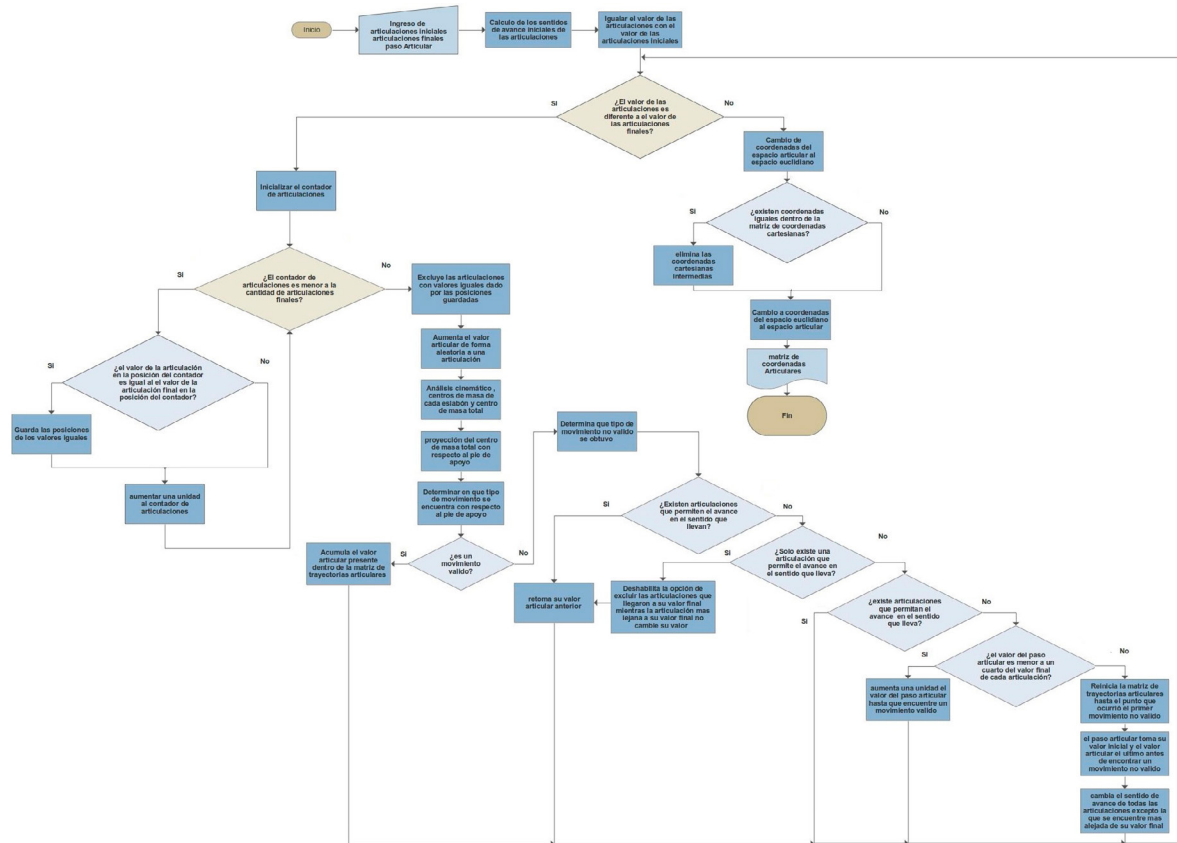 Inicio
Ingreso de
articulaciones iniciales
articulaciones finales
paso Articular
Calculo de los sentidos
de avance iniciales de
las articulaciones
Igualar el valor de las
articulaciones con el
valor de las
articulaciones Iniciales
Si
¿El valor de las
articulaciones es
diferente a el valor de
las articulaciones
finales?
No
Cambio de
coordenadas del
espacio articular al
espacio euclidiano
Inicializar el contador
de articulaciones
Si
¿existen coordenadas
iguales dentro de la
matriz de coordenadas
cartesianas?
No
elimina las
coordenadas
cartesianas
intermedias
Cambio a coordenadas
del espacio euclidiano
al espacio articular
matriz de
coordenadas
Articulares
Fin
Si
¿El contador de
articulaciones es menor a la
cantidad de articulaciones
finales?
No
Excluye las articulaciones
con valores iguales dado
por las posiciones
guardadas
Si
¿el valor de la articulación
en la posición del contador
es igual al el valor de la
articulación final en la
posición del contador?
No
Guarda las posiciones
de los valores iguales
aumentar una unidad
al contador de
articulaciones
Aumenta el valor
articular de forma
aleatoria a una
articulación
Análisis cinemático ,
centros de masa de
cada eslabón y centro
de masa total
proyección del centro
de masa total con
respecto al pie de
apoyo
Determinar en que tipo
de movimiento se
encuentra con respecto
al pie de apoyo
Si
¿es un
movimiento
valido?
No
Acumula el valor
articular presente
dentro de la matriz de
trayectorias articulares
Determina que tipo de
movimiento no valido
se obtuvo
Si
¿Existen articulaciones
que permiten el avance
en el sentido que
llevan?
No
retoma su valor
articular anterior
Si
¿Solo existe una
articulación que
permite el avance en
el sentido que lleva?
No
Deshabilita la opción de
excluir las articulaciones que
llegaron a su valor final
mientras la articulación mas
lejana a su valor final no
cambie su valor
Si
¿existe articulaciones
que permitan el
avance en el sentido
que lleva?
No
Si
¿el valor del paso
articular es menor a un
cuarto del valor final
de cada articulación?
No
aumenta una unidad el
valor del paso articular
hasta que encuentre un
movimiento valido
Reinicia la matriz de
trayectorias articulares
hasta el punto que
ocurrió el primer
movimiento no valido
el paso articular toma su
valor inicial y el valor
articular el ultimo antes
de encontrar un
movimiento no valido
cambia el sentido de
avance de todas las
articulaciones excepto la
que se encuentre mas
alejada de su valor final